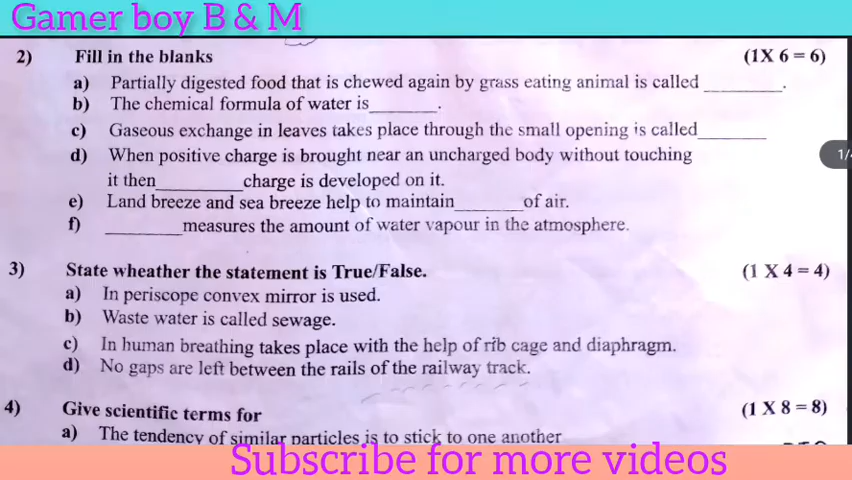 Gamer boy B & M
2) Fill in the blanks (1X 6 = 6)
a) Partially digested food that is chewed again by grass eating animal is called ________.
b) The chemical formula of water is_______.
c) Gaseous exchange in leaves takes place through the small opening is called_______
d) When positive charge is brought near an uncharged body without touching
it then_________charge is developed on it.
e) Land breeze and sea breeze help to maintain_______of air.
f) ________measures the amount of water vapour in the atmosphere.
1/
3) State wheather the statement is True/False. (1 X 4 = 4)
a) In periscope convex mirror is used.
b) Waste water is called sewage.
c) In human breathing takes place with the help of rib cage and diaphragm.
d) No gaps are left between the rails of the railway track.
4) Give scientific terms for (1 X 8 = 8)
a) The tendency of similar particles is to stick to one another
Subscribe for more videos